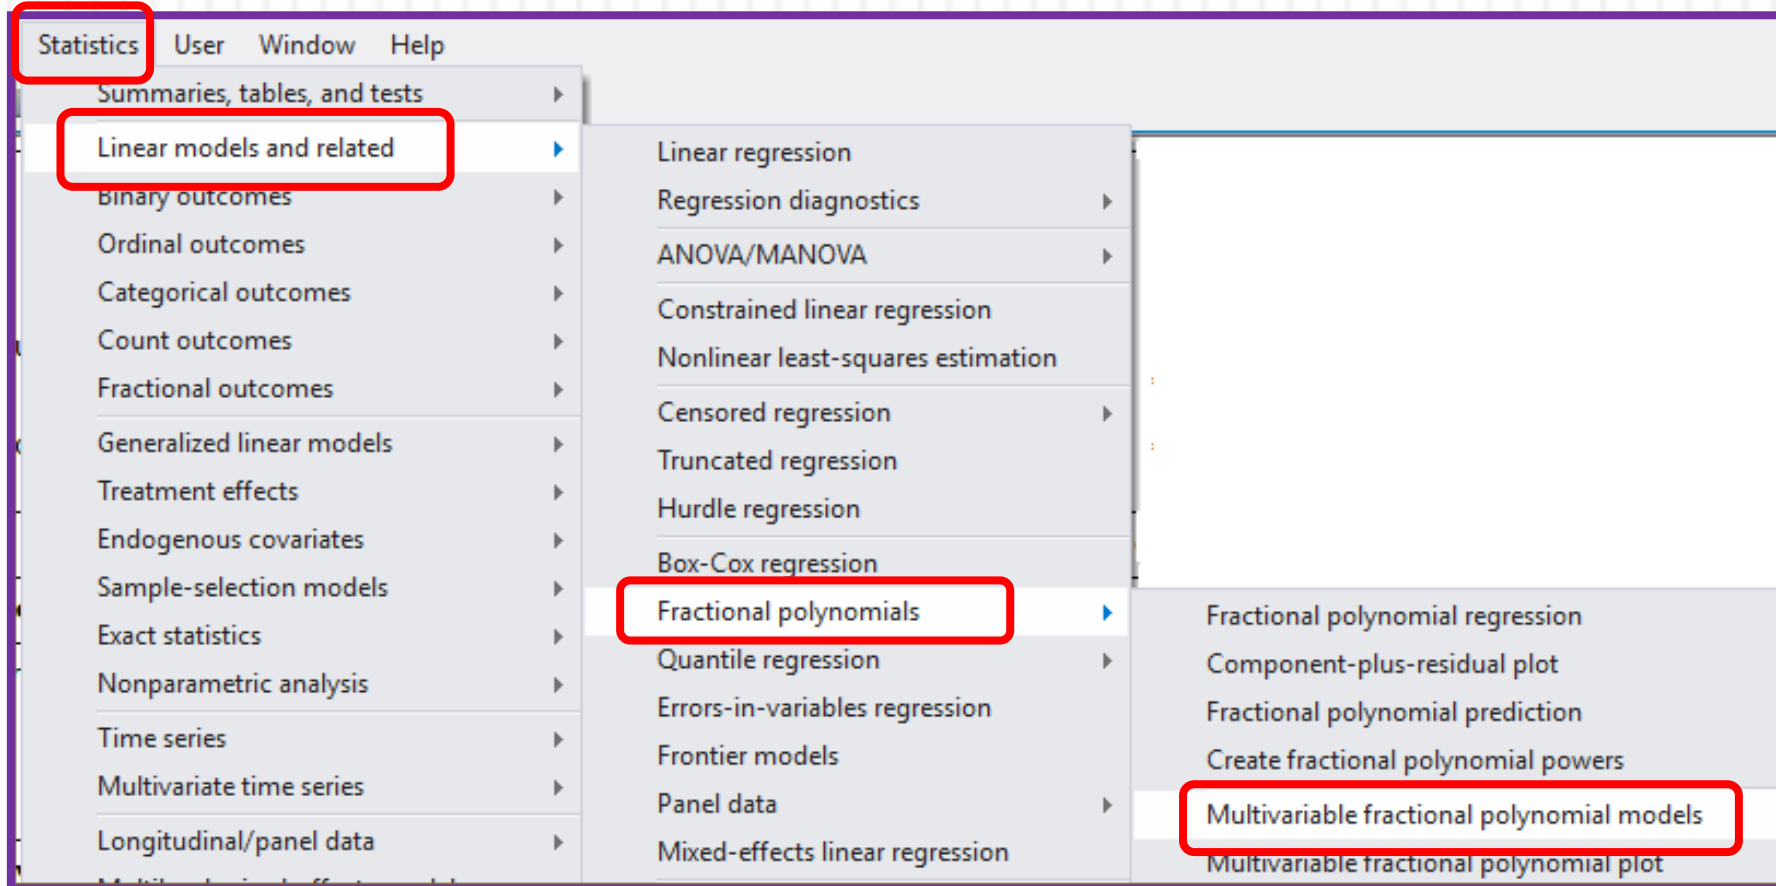 Statistics User Window Help
Summaries, tables, and tests
Linear models and related
Binary outcomes
Ordinal outcomes
Categorical outcomes
Count outcomes
Fractional outcomes
Generalized linear models
Treatment effects
Endogenous covariates
Sample-selection models
Exact statistics
Nonparametric analysis
Time series
Multivariate time series
Longitudinal/panel data
Linear regression
Regression diagnostics
ANOVA/MANOVA
Constrained linear regression
Nonlinear least-squares estimation
Censored regression
Truncated regression
Hurdle regression
Box-Cox regression
Fractional polynomials
Quantile regression
Errors-in-variables regression
Frontier models
Panel data
Mixed-effects linear regression
Fractional polynomial regression
Component-plus-residual plot
Fractional polynomial prediction
Create fractional polynomial powers
Multivariable fractional polynomial models
Multivariable fractional polynomial plot